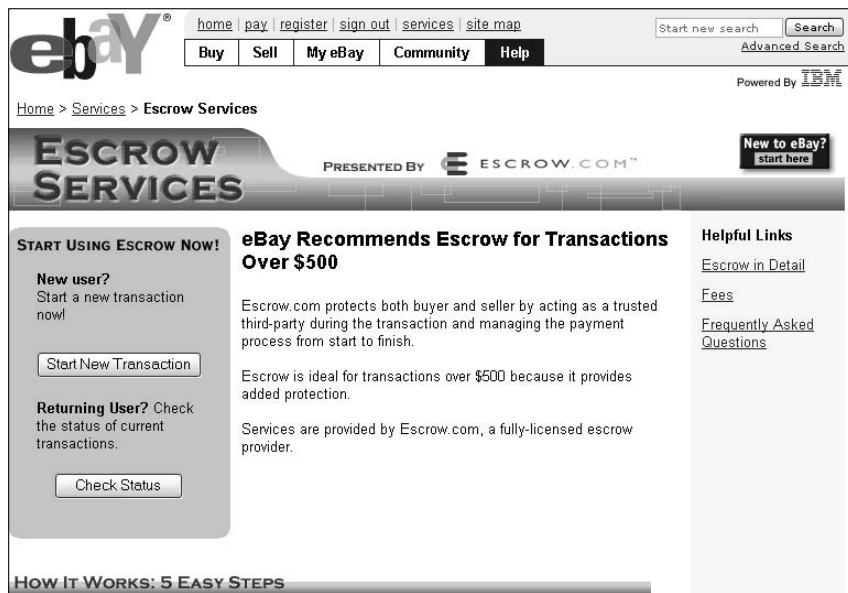 ebaY®
home | pay | register | sign out | services | site map
Start new search Search
Buy Sell My eBay Community Help
Advanced Search
Powered By IBM
Home > Services > Escrow Services
ESCROW SERVICES
PRESENTED BY ESCROW.COM™
New to eBay?
start here
START USING ESCROW NOW!
New user?
Start a new transaction
now!
Start New Transaction
Returning User? Check
the status of current
transactions.
Check Status
eBay Recommends Escrow for Transactions
Over $500
Escrow.com protects both buyer and seller by acting as a trusted
third-party during the transaction and managing the payment
process from start to finish.
Escrow is ideal for transactions over $500 because it provides
added protection.
Services are provided by Escrow.com, a fully-licensed escrow
provider.
Helpful Links
Escrow in Detail
Fees
Frequently Asked
Questions
HOW IT WORKS: 5 EASY STEPS